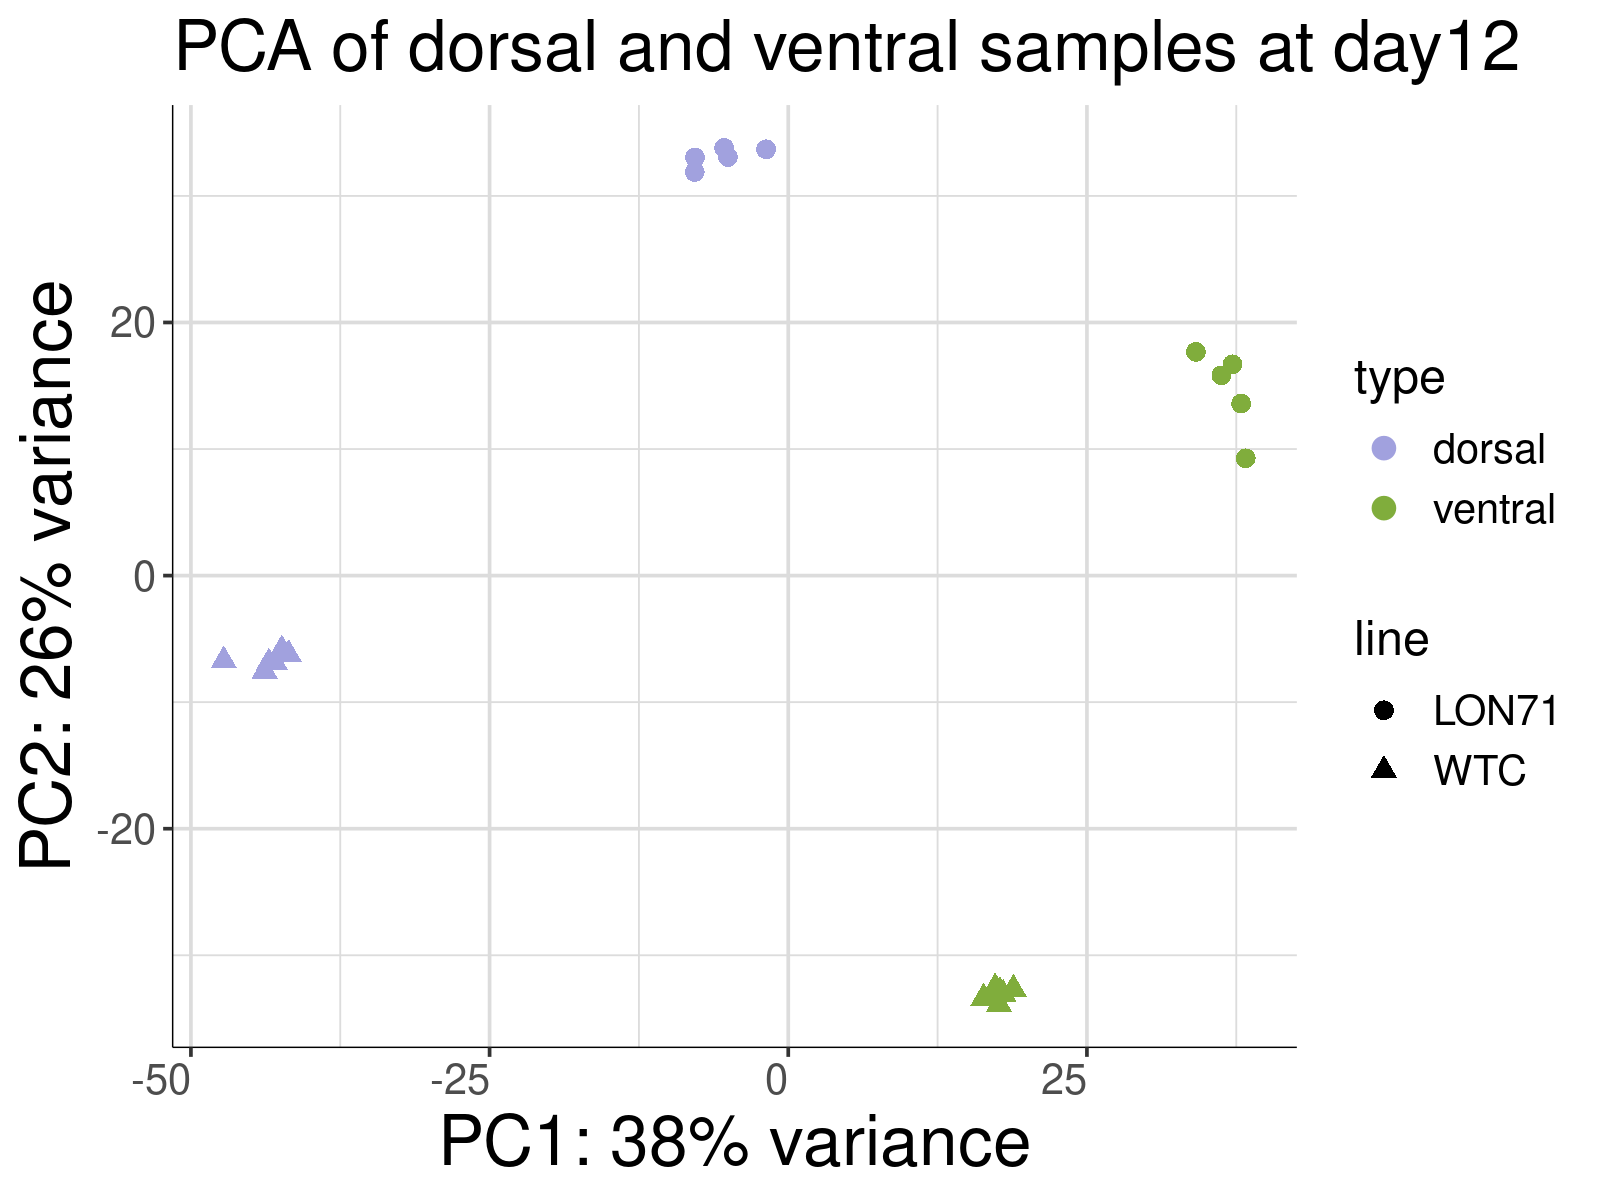 PCA of dorsal and ventral samples at day12
PC2: 26% variance
20
0
-20
-50
-25
0
25
PC1: 38% variance
type
dorsal
ventral
line
LON71
WTC